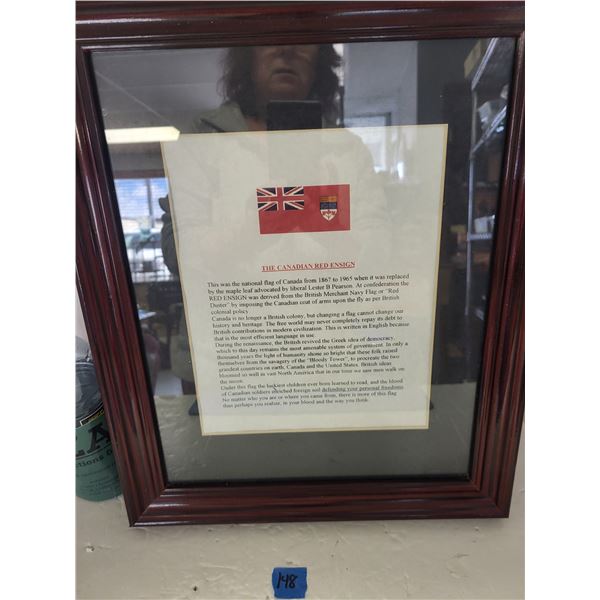 THE CANADIAN RED ENSIGN
This was the national flag of Canada from 1867 to 1965 when it was replaced
by the maple leaf advocated by liberal Lester B Pearson. At confederation the
RED ENSIGN was derived from the British Merchant Navy Flag or "Red
Duster" by imposing the Canadian coat of arms upon the fly as per British
colonial policy
Canada is no longer a British colony, but changing a flag cannot change our
history and heritage. The free world may never completely repay its debt to
British contributions in modern civilization. This is written in English because
that is the most efficient language in use
During the renaissance, the British revived the Greek idea of democracy,
which to this day remains the most amenable system of government. In only a
thousand years the light of humanity shone so bright that these folk raised
themselves from the savagery of the "Bloody Tower", to procreate the two
grandest countries on earth, Canada and the United States. British ideas
bloomed so well in vast North America that in our time we saw men walk on
the moon.
Under this flag the luckiest children ever born learned to read, and the blood
of Canadian soldiers enriched foreign soil defending your personal freedoms
No matter who you are or where you came from, there is more of this flag
than perhaps you realize, in your blood and the way you think.
148